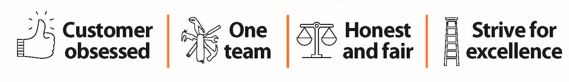 Customer
obsessed
One
team
Honest
and fair
Strive for
excellence